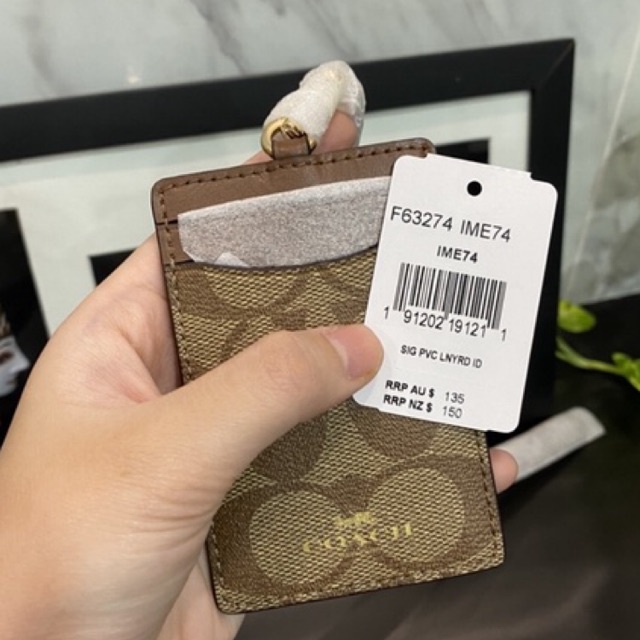 F63274 IME74
IME74
1 91202 19121 1
SIG PVC LNYRD ID
RRP AU $ 135
RRP NZ $ 150
COACH